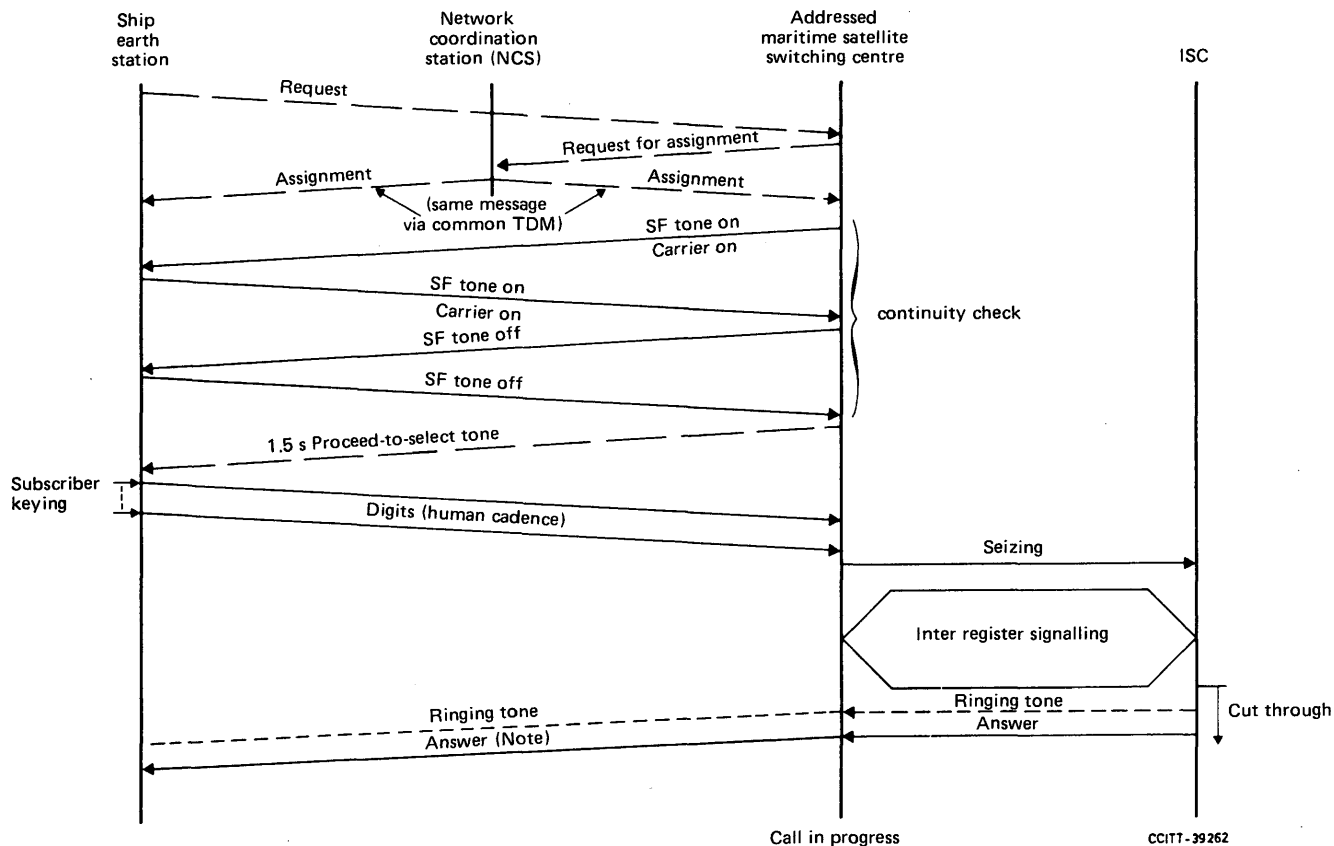 Ship
earth
station
Network
coordination
station (NCS)
Addressed
maritime satellite
switching centre
ISC
Request
Request for assignment
Assignment
Assignment
(same message
via common TDM)
SF tone on
Carrier on
SF tone on
Carrier on
continuity check
SF tone off
SF tone off
1.5 s Proceed-to-select tone
Subscriber
keying
Digits (human cadence)
Seizing
Inter register signalling
Ringing tone
Cut through
Ringing tone
Answer
Answer (Note)
Call in progress
CCITT-39262